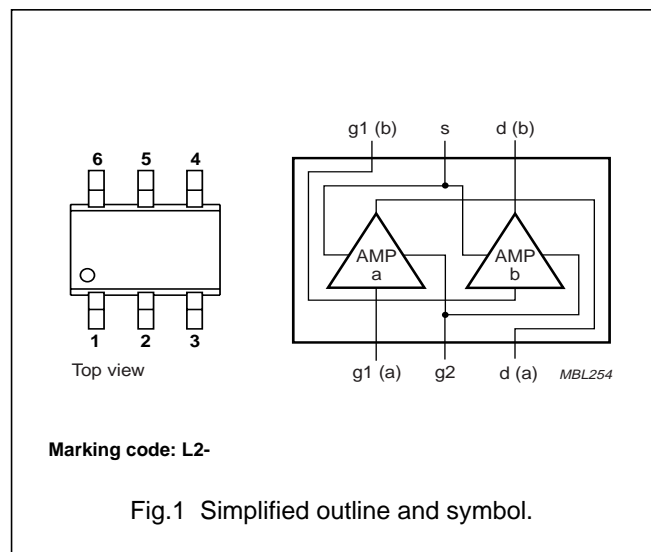 g1 (b) s d (b)
6 5 4
AMP a
AMP b
1 2 3
Top view
g1 (a) g2 d (a) MBL254
Marking code: L2-
Fig.1 Simplified outline and symbol.